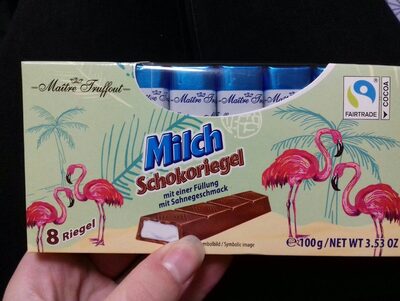 Maître Truffout
Maître Truffout
Maître Truffout
FAIRTRADE
COCOA
Milch
Schokoriegel
mit einer Füllung
mit Sahnegeschmack
8 Riegel
/ Symbolic image
℮100g/NET WT 3.53 OZ